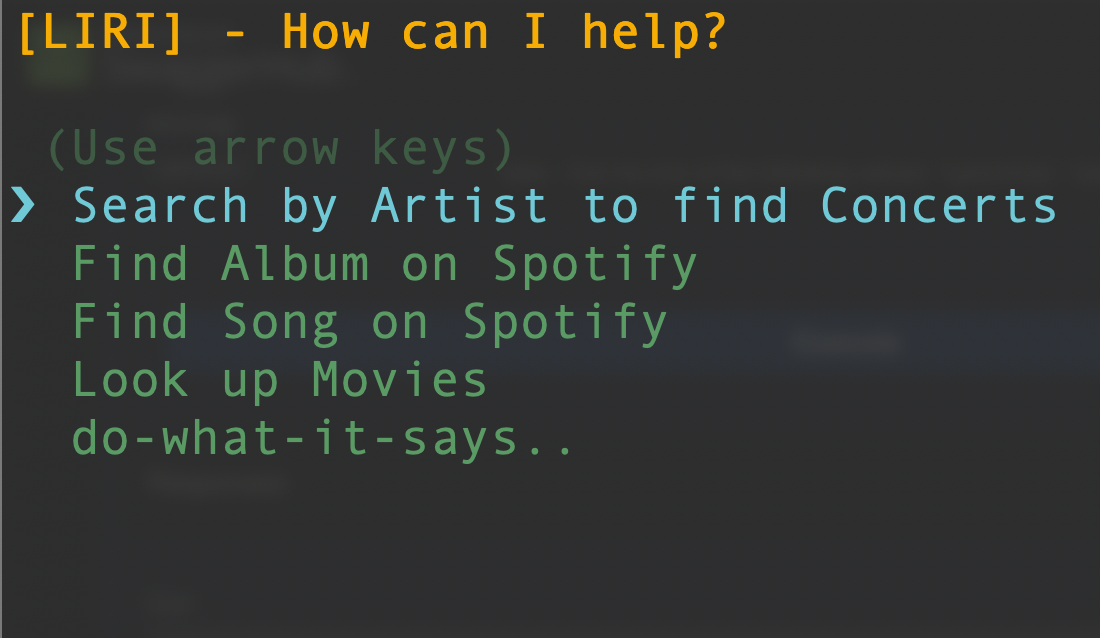 [LIRI] - How can I help?
(Use arrow keys)
❯ Search by Artist to find Concerts
Find Album on Spotify
Find Song on Spotify
Look up Movies
do-what-it-says..